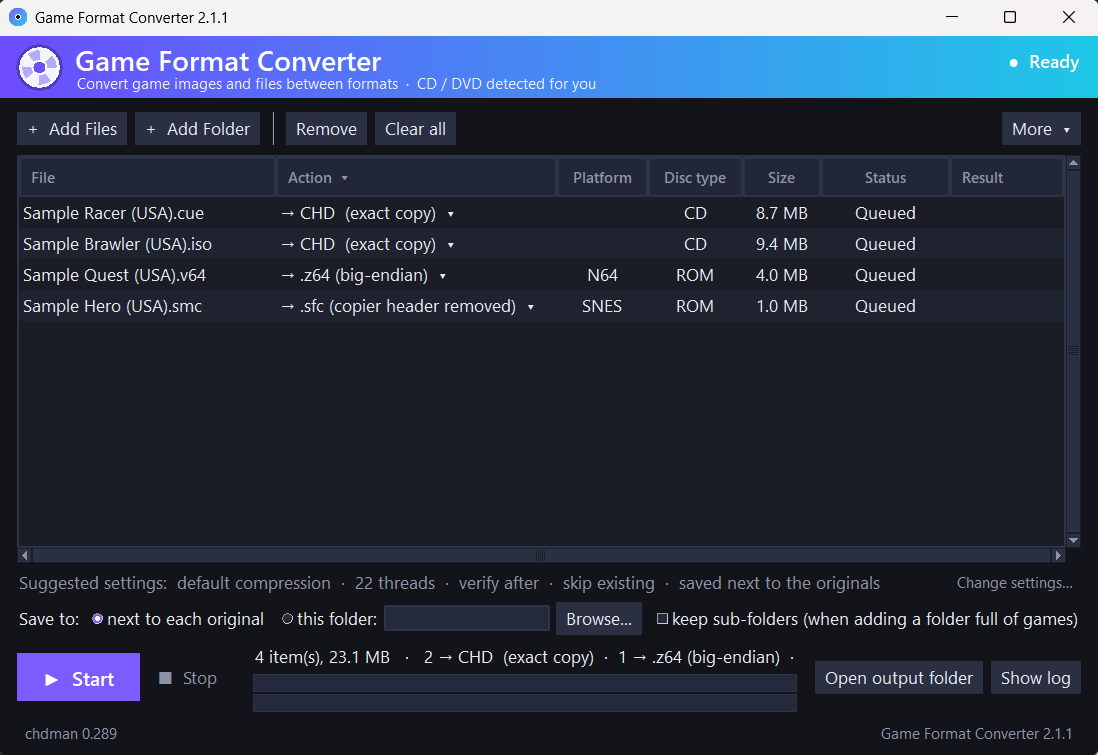 Game Format Converter 2.1.1
Game Format Converter
Convert game images and files between formats · CD / DVD detected for you
● Ready
+ Add Files + Add Folder Remove Clear all More ▾
File Action ▾ Platform Disc type Size Status Result
Sample Racer (USA).cue → CHD (exact copy) ▾ CD 8.7 MB Queued
Sample Brawler (USA).iso → CHD (exact copy) ▾ CD 9.4 MB Queued
Sample Quest (USA).v64 → .z64 (big-endian) ▾ N64 ROM 4.0 MB Queued
Sample Hero (USA).smc → .sfc (copier header removed) ▾ SNES ROM 1.0 MB Queued
Suggested settings: default compression · 22 threads · verify after · skip existing · saved next to the originals Change settings...
Save to: next to each original this folder: Browse... keep sub-folders (when adding a folder full of games)
4 item(s), 23.1 MB · 2 → CHD (exact copy) · 1 → .z64 (big-endian) ·
▶ Start ■ Stop Open output folder Show log
chdman 0.289 Game Format Converter 2.1.1